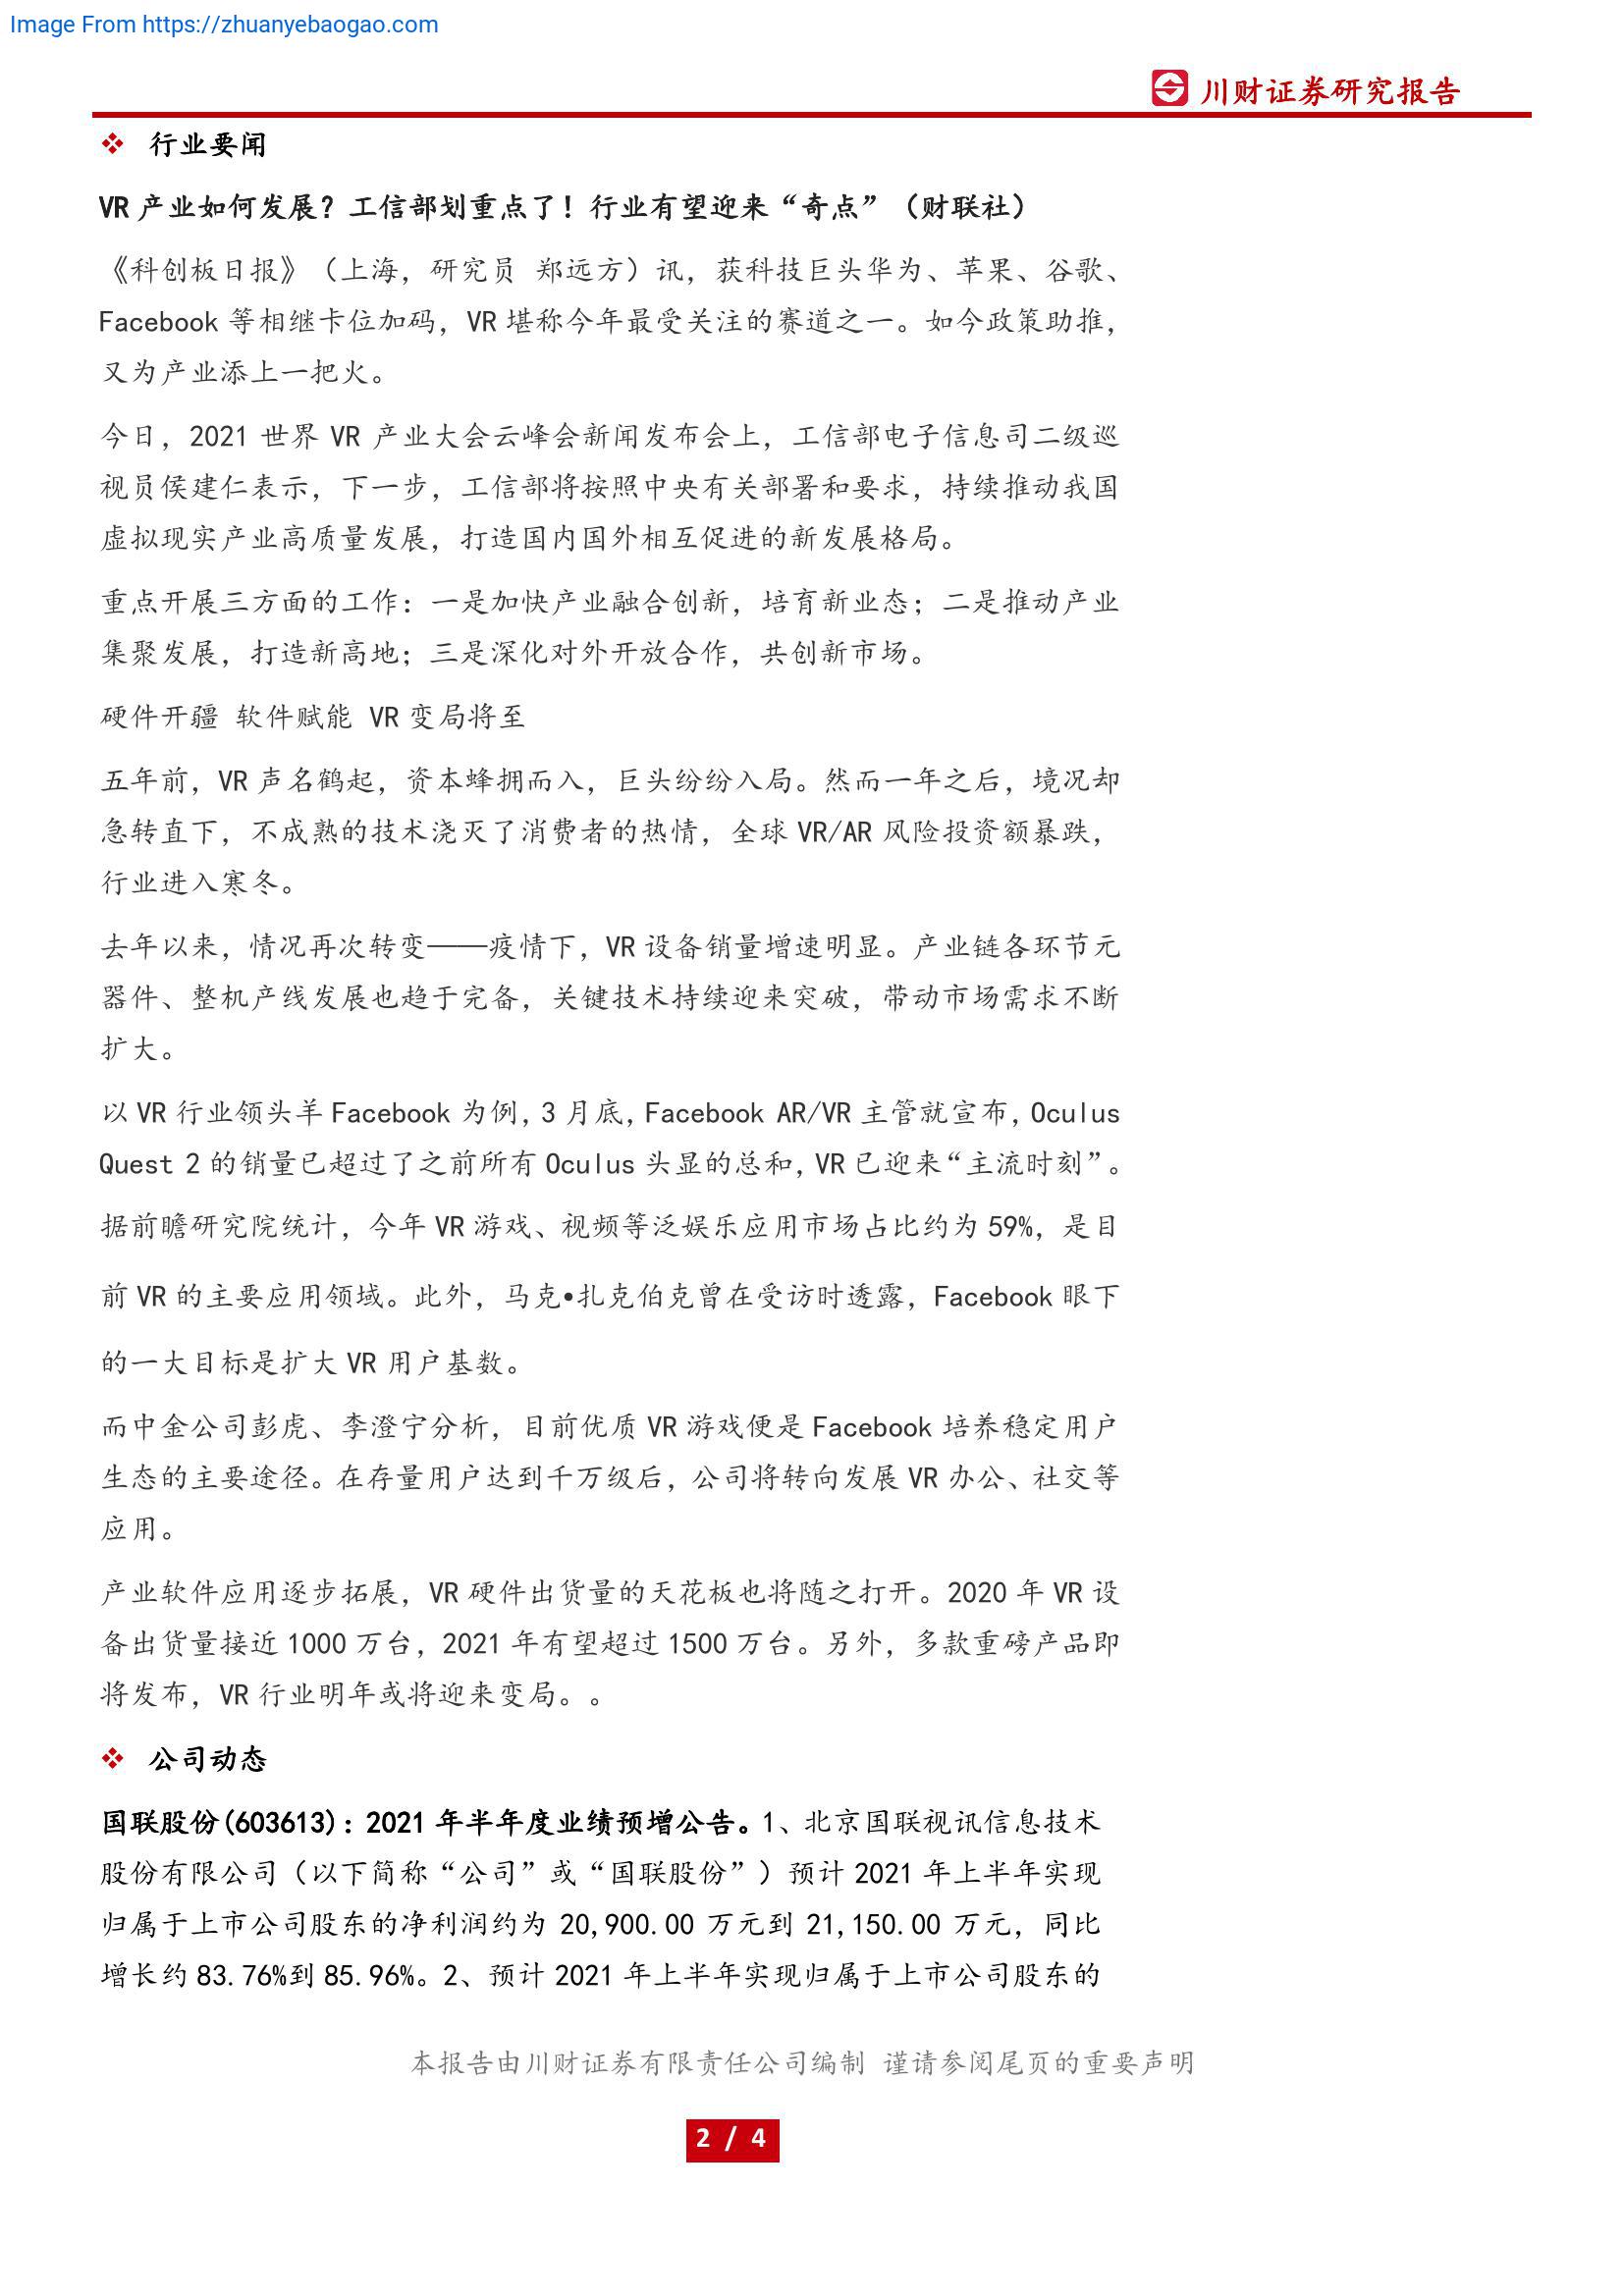 Image From https://zhuanyebaogao.com
川财证券研究报告
❖ 行业要闻
VR 产业如何发展？工信部划重点了！行业有望迎来“奇点”（财联社）
《科创板日报》（上海，研究员 郑远方）讯，获科技巨头华为、苹果、谷歌、
Facebook 等相继卡位加码，VR 堪称今年最受关注的赛道之一。如今政策助推，
又为产业添上一把火。
今日，2021 世界 VR 产业大会云峰会新闻发布会上，工信部电子信息司二级巡
视员侯建仁表示，下一步，工信部将按照中央有关部署和要求，持续推动我国
虚拟现实产业高质量发展，打造国内国外相互促进的新发展格局。
重点开展三方面的工作：一是加快产业融合创新，培育新业态；二是推动产业
集聚发展，打造新高地；三是深化对外开放合作，共创新市场。
硬件开疆 软件赋能 VR 变局将至
五年前，VR 声名鹤起，资本蜂拥而入，巨头纷纷入局。然而一年之后，境况却
急转直下，不成熟的技术浇灭了消费者的热情，全球 VR/AR 风险投资额暴跌，
行业进入寒冬。
去年以来，情况再次转变——疫情下，VR 设备销量增速明显。产业链各环节元
器件、整机产线发展也趋于完备，关键技术持续迎来突破，带动市场需求不断
扩大。
以 VR 行业领头羊 Facebook 为例，3 月底，Facebook AR/VR 主管就宣布，Oculus
Quest 2 的销量已超过了之前所有 Oculus 头显的总和，VR 已迎来“主流时刻”。
据前瞻研究院统计，今年 VR 游戏、视频等泛娱乐应用市场占比约为 59%，是目
前 VR 的主要应用领域。此外，马克•扎克伯克曾在受访时透露，Facebook 眼下
的一大目标是扩大 VR 用户基数。
而中金公司彭虎、李澄宁分析，目前优质 VR 游戏便是 Facebook 培养稳定用户
生态的主要途径。在存量用户达到千万级后，公司将转向发展 VR 办公、社交等
应用。
产业软件应用逐步拓展，VR 硬件出货量的天花板也将随之打开。2020 年 VR 设
备出货量接近 1000 万台，2021 年有望超过 1500 万台。另外，多款重磅产品即
将发布，VR 行业明年或将迎来变局。。
❖ 公司动态
国联股份(603613)：2021 年半年度业绩预增公告。1、北京国联视讯信息技术
股份有限公司（以下简称“公司”或“国联股份”）预计 2021 年上半年实现
归属于上市公司股东的净利润约为 20,900.00 万元到 21,150.00 万元，同比
增长约 83.76%到 85.96%。2、预计 2021 年上半年实现归属于上市公司股东的
本报告由川财证券有限责任公司编制 谨请参阅尾页的重要声明
2 / 4